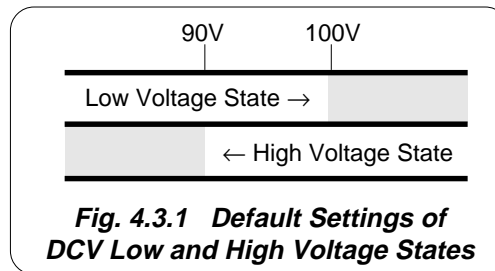 90V 100V
Low Voltage State →
← High Voltage State
Fig. 4.3.1 Default Settings of
DCV Low and High Voltage States